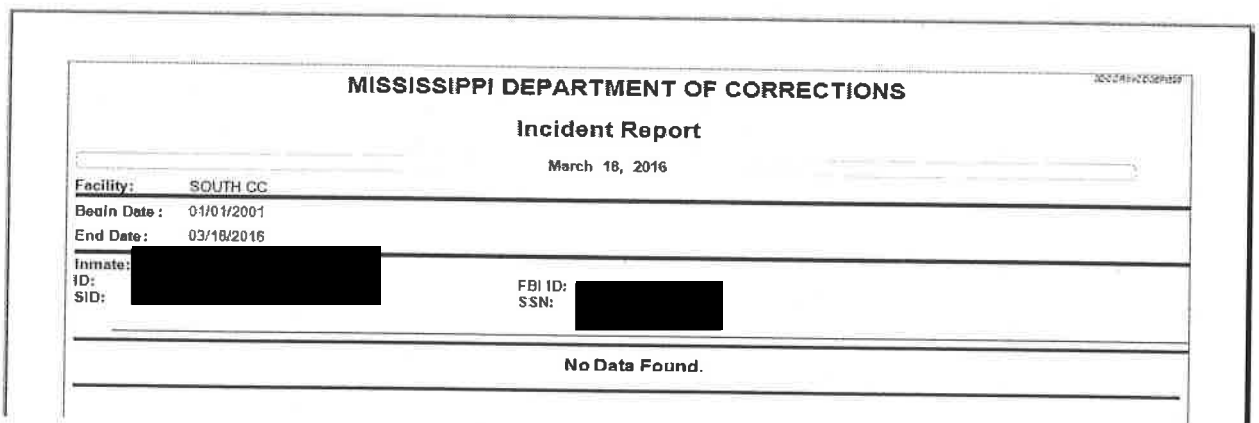 MISSISSIPPI DEPARTMENT OF CORRECTIONS
Incident Report
March 18, 2016
Facility: SOUTH CC
Begin Date : 01/01/2001
End Date : 03/18/2016
Inmate:
ID:
SID:
FBI ID:
SSN:
No Data Found.